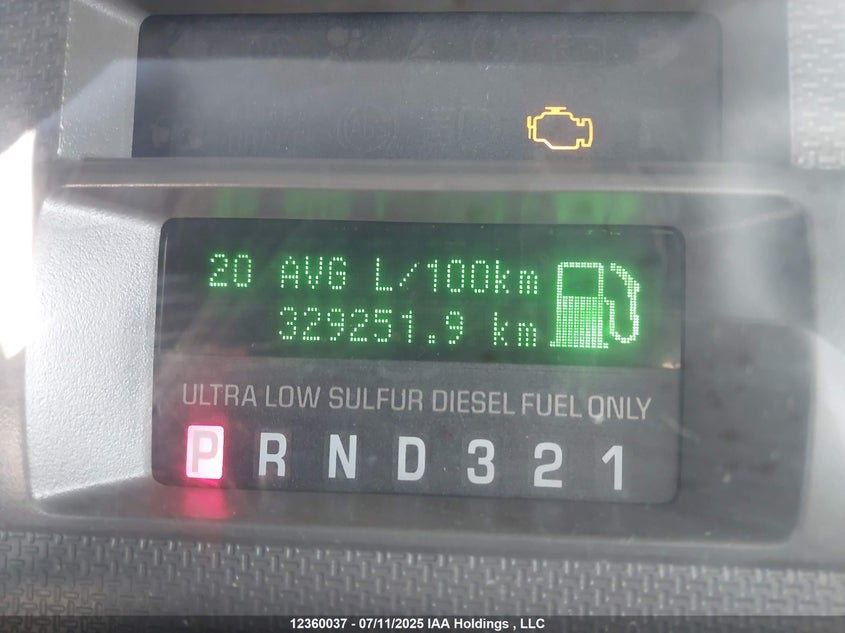 20 AVG L/100km
329251.9 km
ULTRA LOW SULFUR DIESEL FUEL ONLY
P R N D 3 2 1
12360037 - 07/11/2025 IAA Holdings , LLC